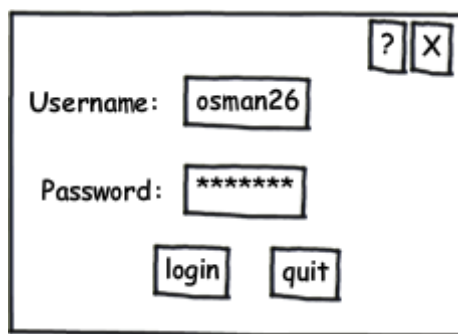 ? X
Username: osman26
Password: *******
login quit